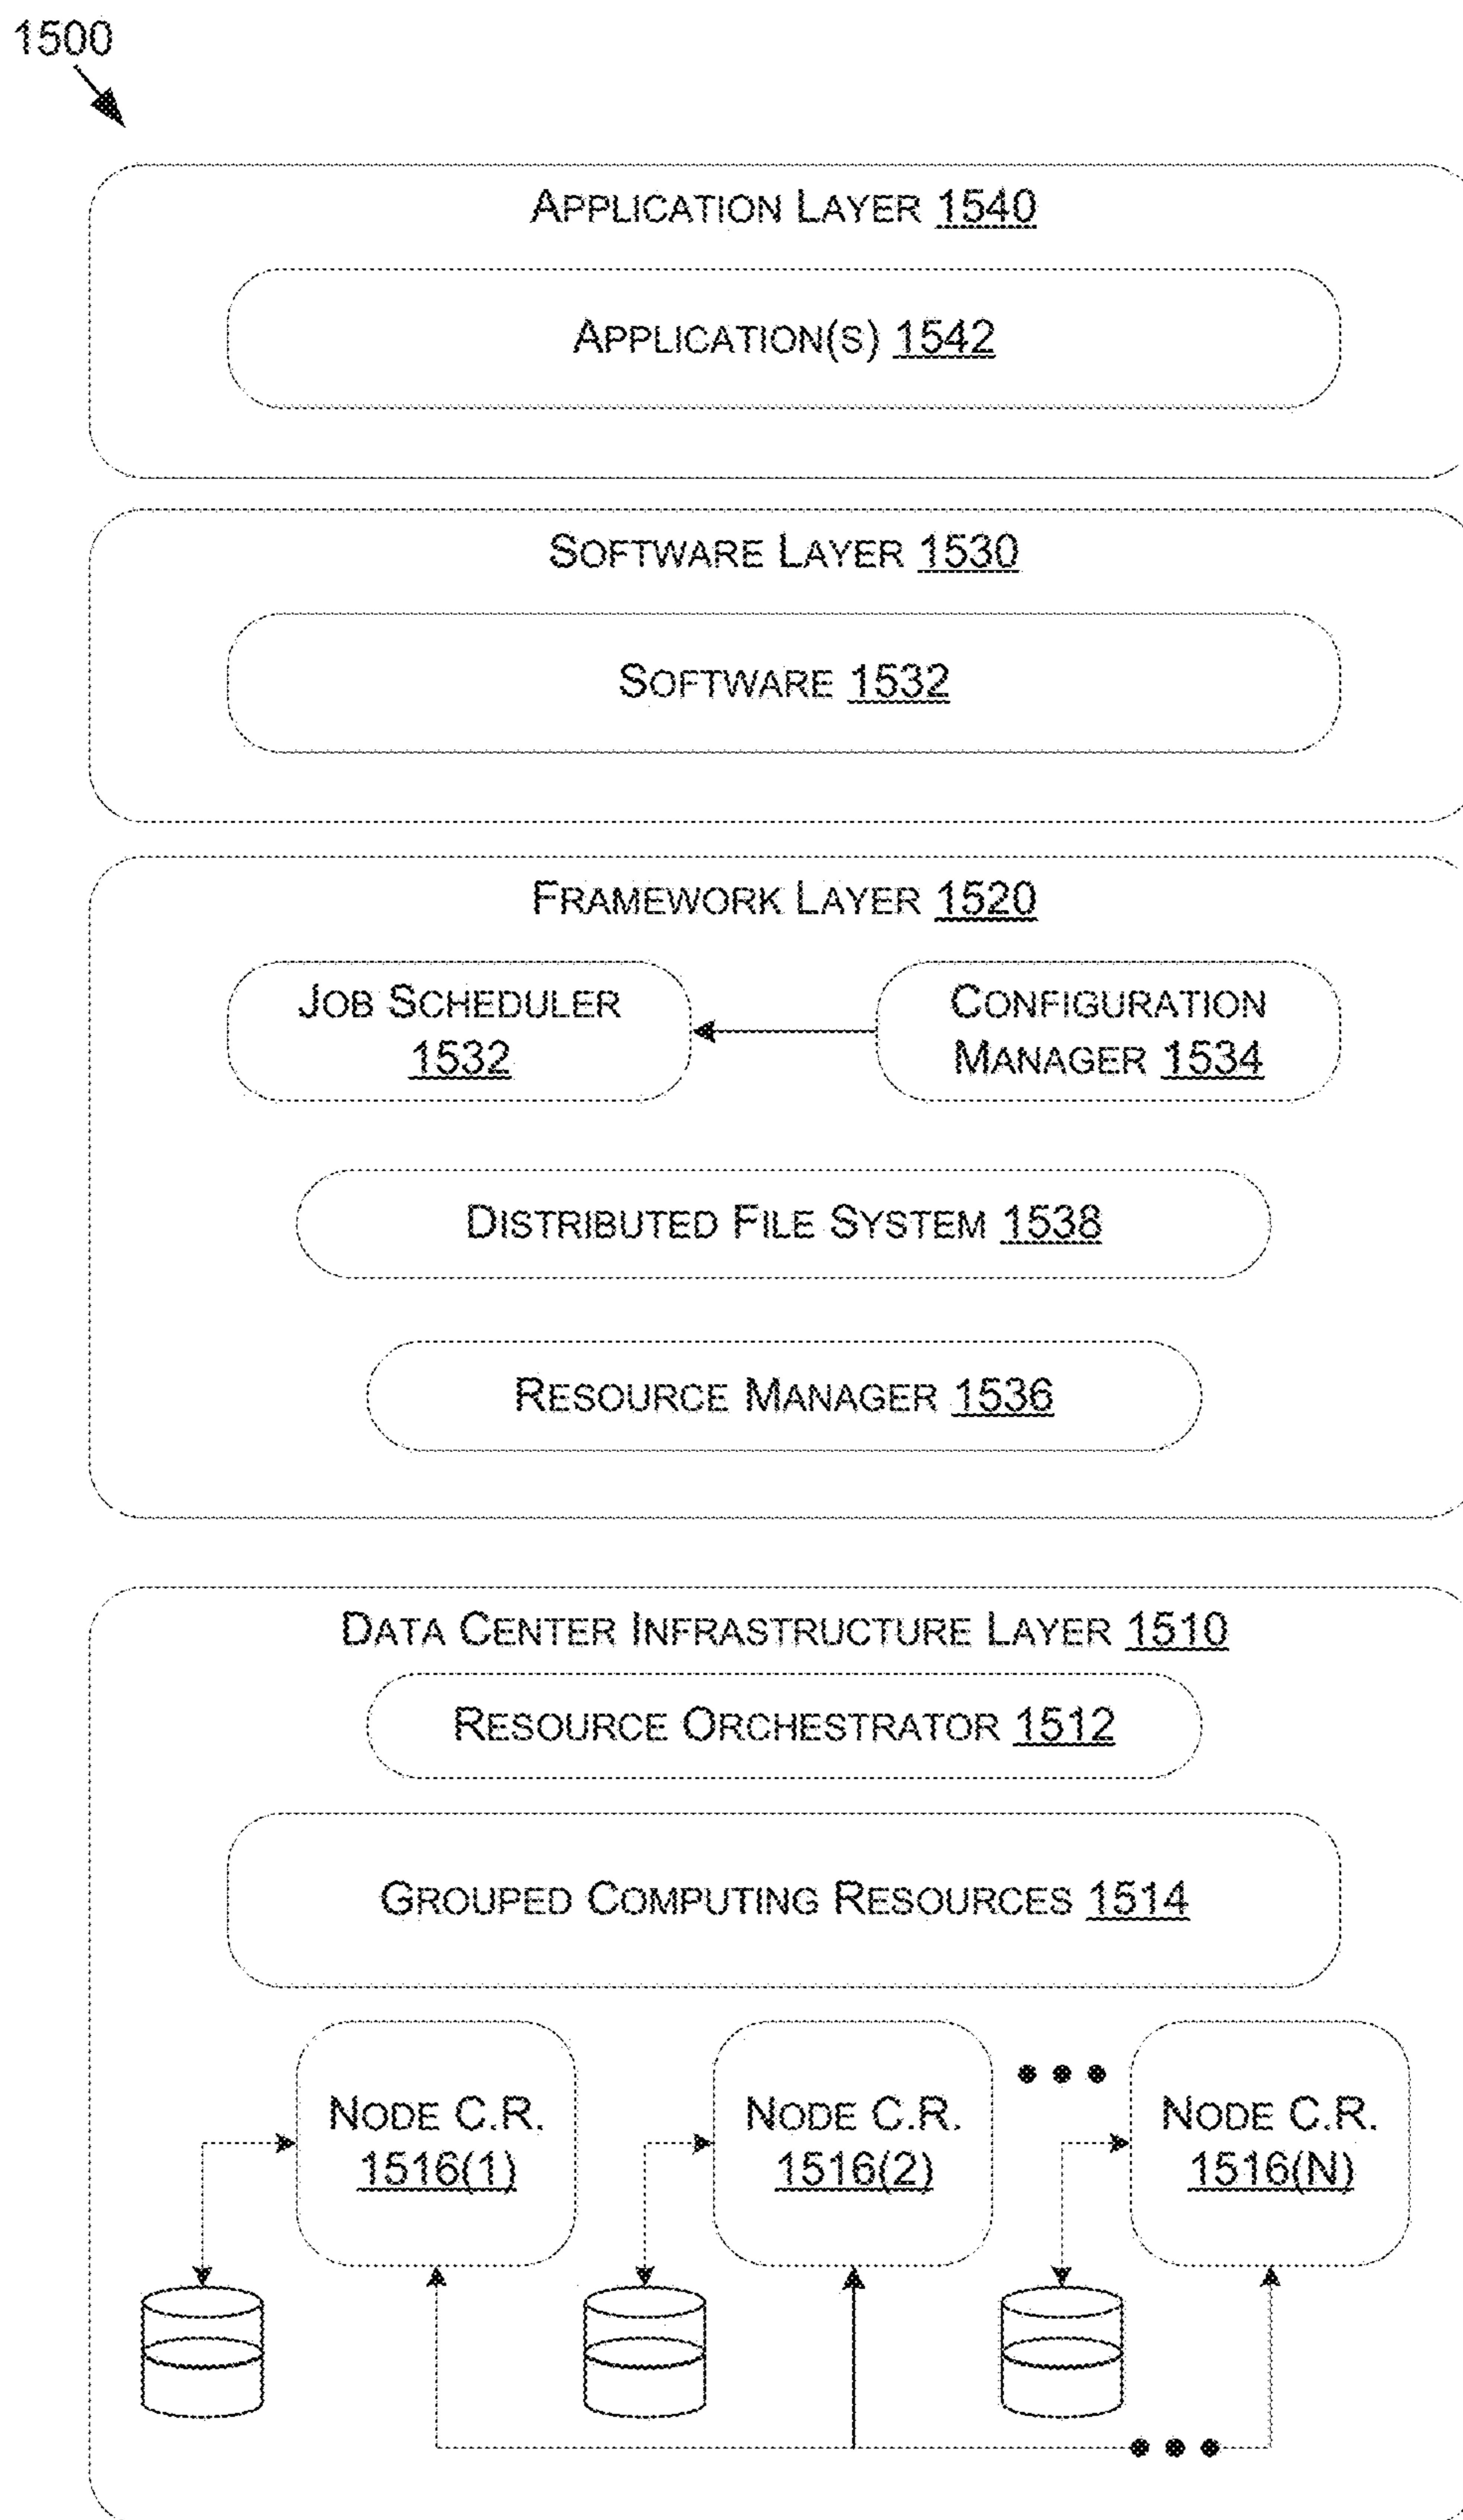 1500
APPLICATION LAYER 1540
APPLICATION(S) 1542
SOFTWARE LAYER 1530
SOFTWARE 1532
FRAMEWORK LAYER 1520
JOB SCHEDULER
1532
CONFIGURATION
MANAGER 1534
DISTRIBUTED FILE SYSTEM 1538
RESOURCE MANAGER 1536
DATA CENTER INFRASTRUCTURE LAYER 1510
RESOURCE ORCHESTRATOR 1512
GROUPED COMPUTING RESOURCES 1514
NODE C.R.
1516(1)
NODE C.R.
1516(2)
NODE C.R.
1516(N)